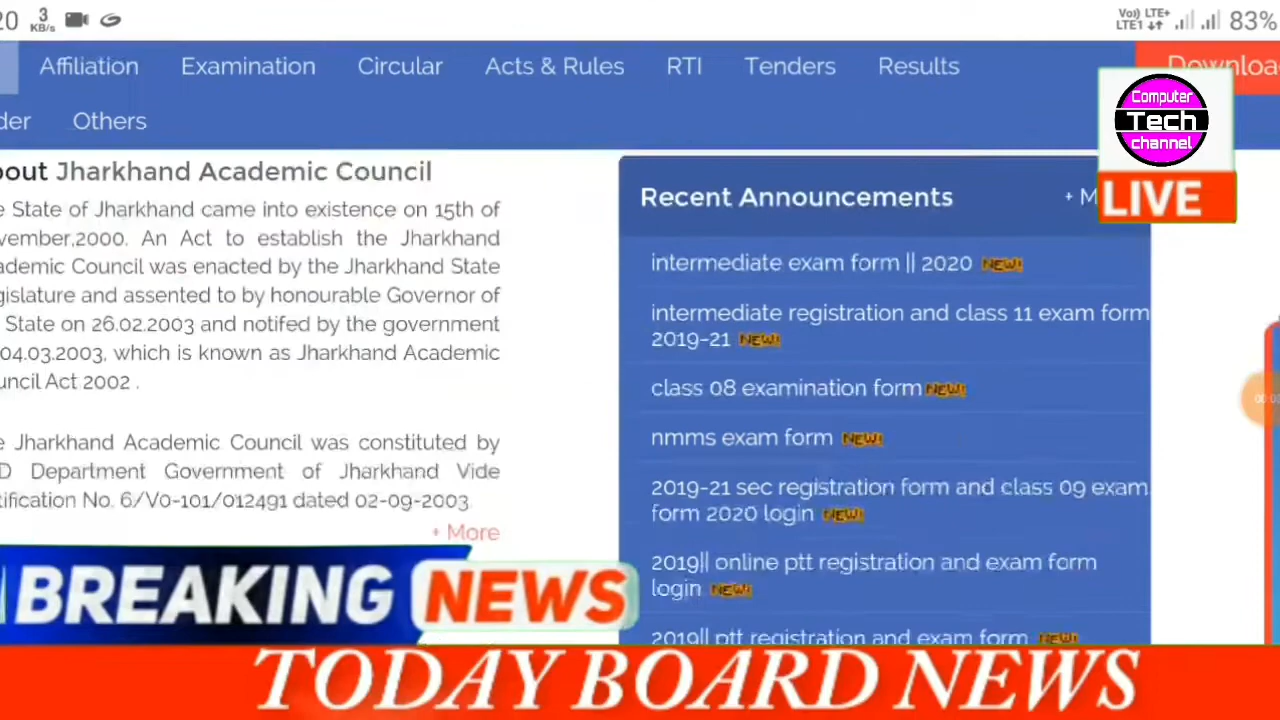 20 3 KB/s Vo) LTE+ LTE1 83%
Affiliation Examination Circular Acts & Rules RTI Tenders Results
Others
Computer
Tech
channel
LIVE
Jharkhand Academic Council
State of Jharkhand came into existence on 15th of
2000. An Act to establish the Jharkhand
Council was enacted by the Jharkhand State
and assented to by honourable Governor of
State on 26.02.2003 and notifed by the government
04.03.2003, which is known as Jharkhand Academic
Act 2002 .
Jharkhand Academic Council was constituted by
Department Government of Jharkhand Vide
No. 6/V0-101/012491 dated 02-09-2003
+ More
Recent Announcements
intermediate exam form || 2020 NEW!
intermediate registration and class 11 exam form
2019-21 NEW!
class 08 examination form NEW!
nmms exam form NEW!
2019-21 sec registration form and class 09 exam
form 2020 login NEW!
2019|| online ptt registration and exam form
login NEW!
2019|| ptt registration and exam form NEW!
BREAKING NEWS
TODAY BOARD NEWS